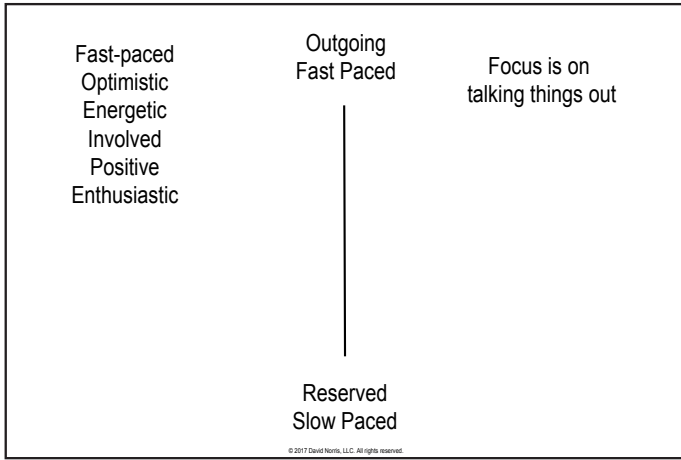 Fast-paced
Optimistic
Energetic
Involved
Positive
Enthusiastic
Outgoing
Fast Paced
Focus is on
talking things out
Reserved
Slow Paced
© 2017 David Norris, LLC. All rights reserved.